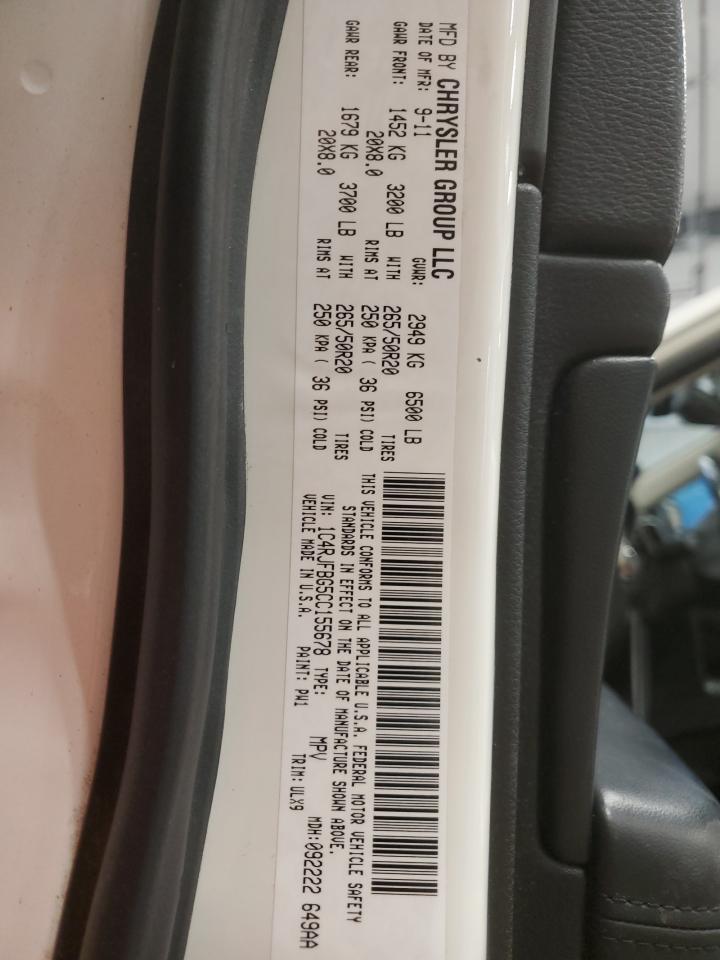 MFD BY CHRYSLER GROUP LLC
DATE OF MFR: 9-11 GVWR: 2949 KG 6500 LB
GAWR FRONT: 1452 KG 3200 LB WITH 265/50R20 TIRES
20X8.0 RIMS AT 250 KPA ( 36 PSI) COLD
GAWR REAR: 1679 KG 3700 LB WITH 265/50R20 TIRES
20X8.0 RIMS AT 250 KPA ( 36 PSI) COLD
THIS VEHICLE CONFORMS TO ALL APPLICABLE U.S.A. FEDERAL MOTOR VEHICLE SAFETY
STANDARDS IN EFFECT ON THE DATE OF MANUFACTURE SHOWN ABOVE.
VIN: 1C4RJFBG5CC155678 TYPE: MPV MDH:092222 649AA
VEHICLE MADE IN U.S.A. PAINT: PW1 TRIM: ULX9